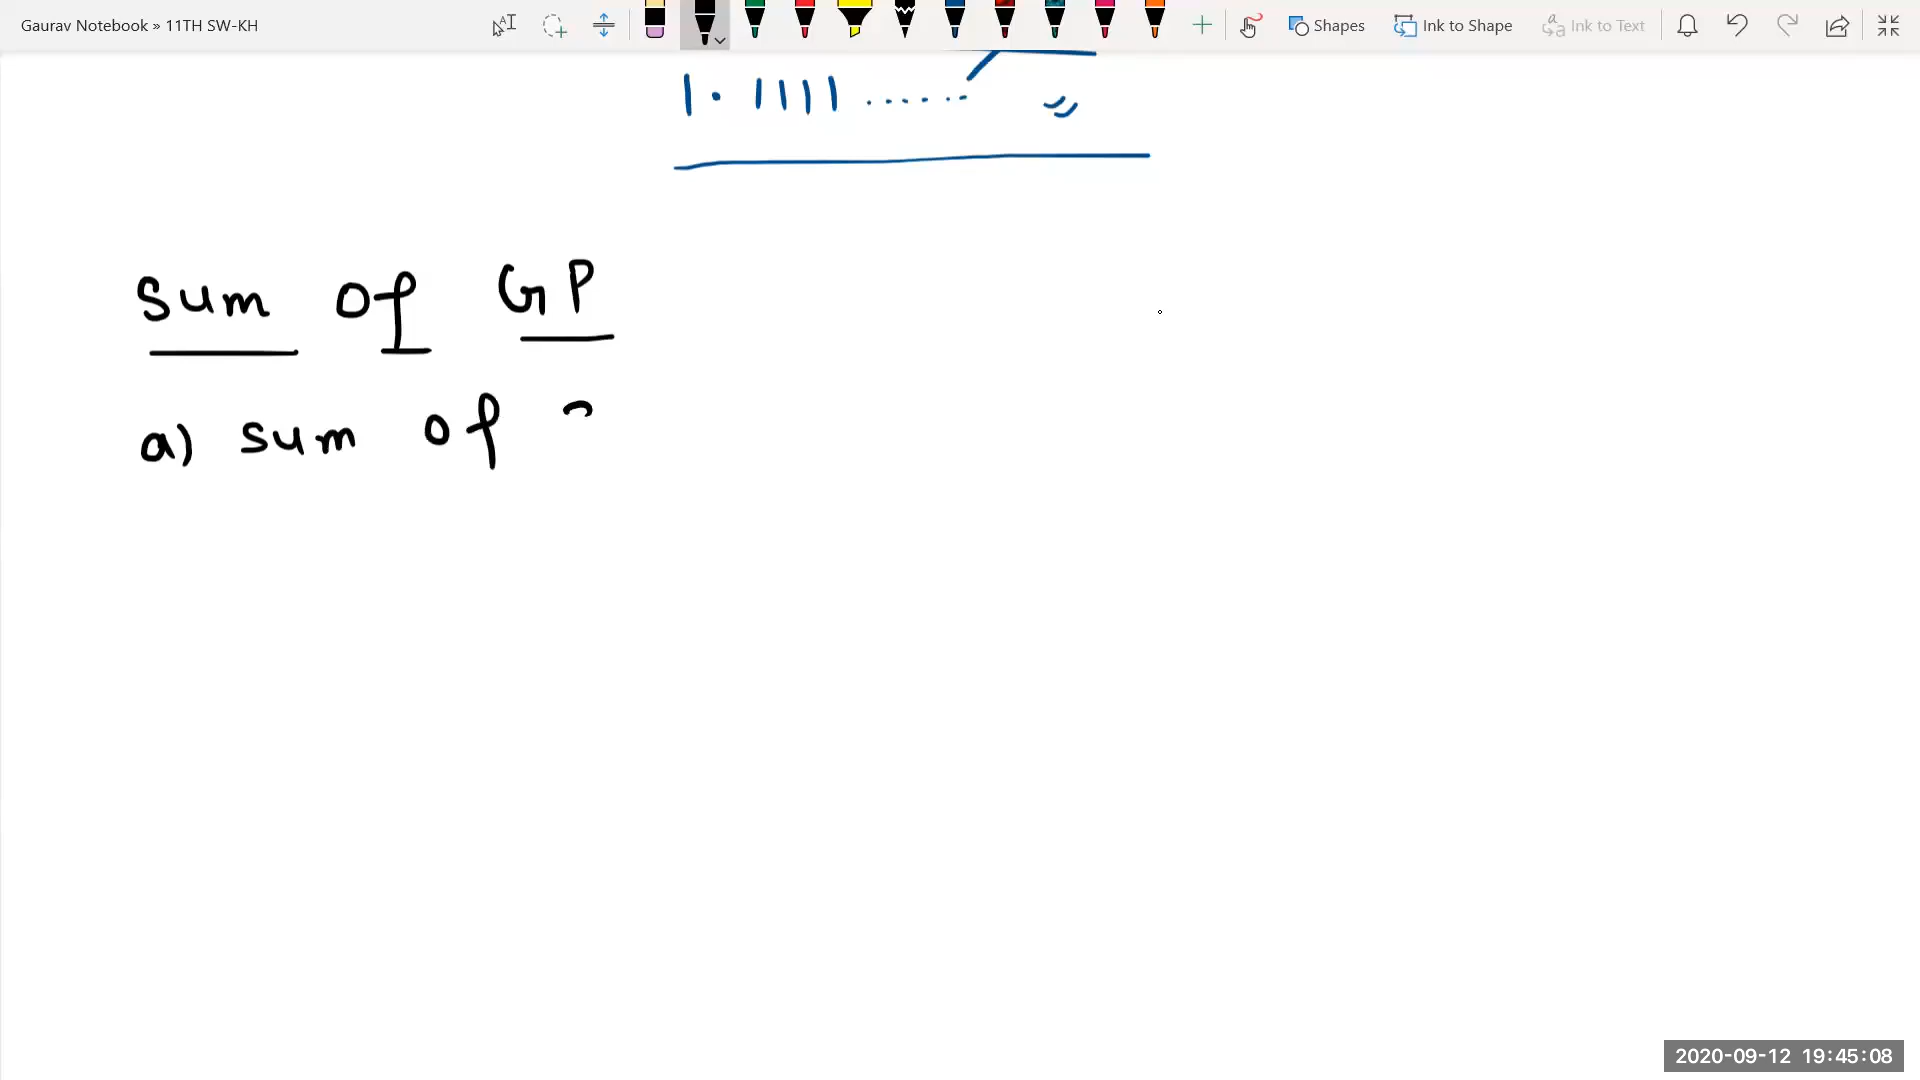 Gaurav Notebook » 11TH SW-KH
Shapes
Ink to Shape
Ink to Text
1.1111......
Sum of GP
a) sum of
2020-09-12 19:45:08